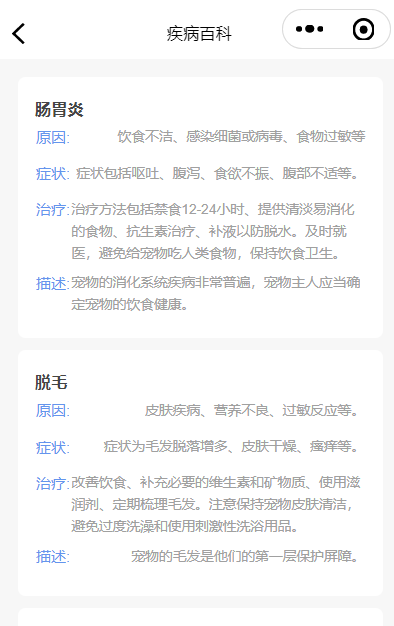 疾病百科
肠胃炎
原因: 饮食不洁、感染细菌或病毒、食物过敏等
症状: 症状包括呕吐、腹泻、食欲不振、腹部不适等。
治疗: 治疗方法包括禁食12-24小时、提供清淡易消化
的食物、抗生素治疗、补液以防脱水。及时就
医，避免给宠物吃人类食物，保持饮食卫生。
描述: 宠物的消化系统疾病非常普遍，宠物主人应当确
定宠物的饮食健康。
脱毛
原因: 皮肤疾病、营养不良、过敏反应等。
症状: 症状为毛发脱落增多、皮肤干燥、瘙痒等。
治疗: 改善饮食、补充必要的维生素和矿物质、使用滋
润剂、定期梳理毛发。注意保持宠物皮肤清洁，
避免过度洗澡和使用刺激性洗浴用品。
描述: 宠物的毛发是他们的第一层保护屏障。